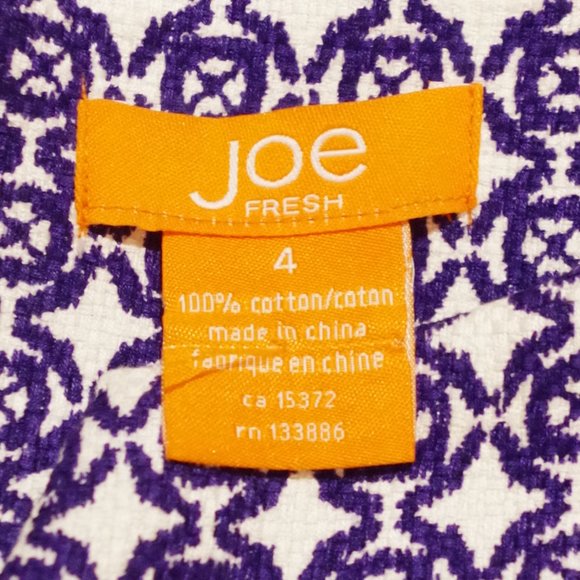 Joe
FRESH
4
100% cotton/coton
made in china
fabrique en chine
ca 15372
rn 133886